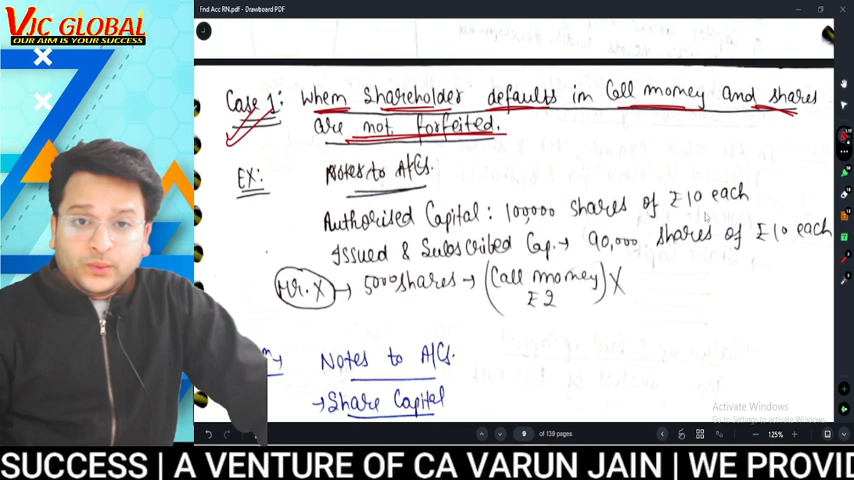 VJC GLOBAL
OUR AIM IS YOUR SUCCESS
Fnd Acc RN.pdf - Drawboard PDF
Case 1: When shareholder defaults in Call money and shares
are not forfeited.
EX: Notes to A/Cs.
Authorised Capital: 100,000 shares of ₹10 each
Issued & Subscribed Cap. → 90,000 shares of ₹10 each
Mr. X → 5000 shares → (Call money ₹2) X
Notes to A/Cs.
→ Share Capital
Activate Windows
Go to Settings to activate Windows.
9 of 139 pages
125%
SUCCESS | A VENTURE OF CA VARUN JAIN | WE PROVID